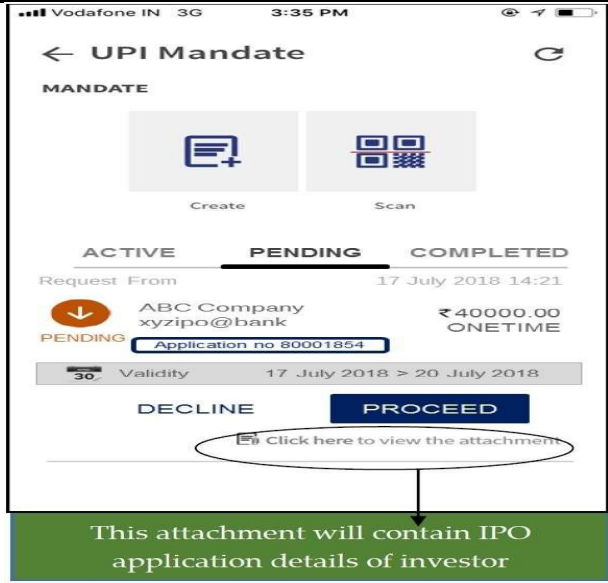 Vodafone IN 3G 3:35 PM
← UPI Mandate
MANDATE
Create Scan
ACTIVE PENDING COMPLETED
Request From 17 July 2018 14:21
ABC Company ₹40000.00
xyzipo@bank ONETIME
PENDING Application no 80001854
30 Validity 17 July 2018 > 20 July 2018
DECLINE PROCEED
Click here to view the attachment
This attachment will contain IPO
application details of investor